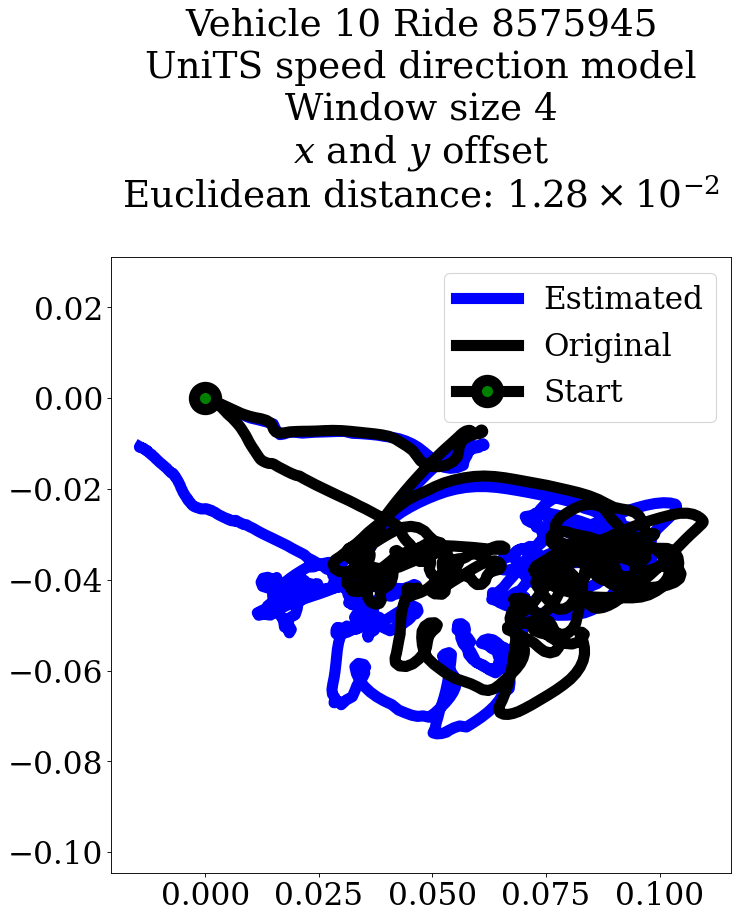 Vehicle 10 Ride 8575945
UniTS speed direction model
Window size 4
x and y offset
Euclidean distance: 1.28 × 10⁻²
Estimated
Original
Start
0.02
0.00
−0.02
−0.04
−0.06
−0.08
−0.10
0.000 0.025 0.050 0.075 0.100